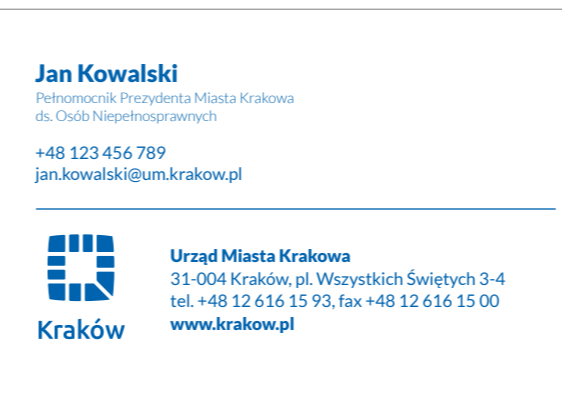 Jan Kowalski
Pełnomocnik Prezydenta Miasta Krakowa
ds. Osób Niepełnosprawnych
+48 123 456 789
jan.kowalski@um.krakow.pl
Kraków
Urząd Miasta Krakowa
31-004 Kraków, pl. Wszystkich Świętych 3-4
tel. +48 12 616 15 93, fax +48 12 616 15 00
www.krakow.pl